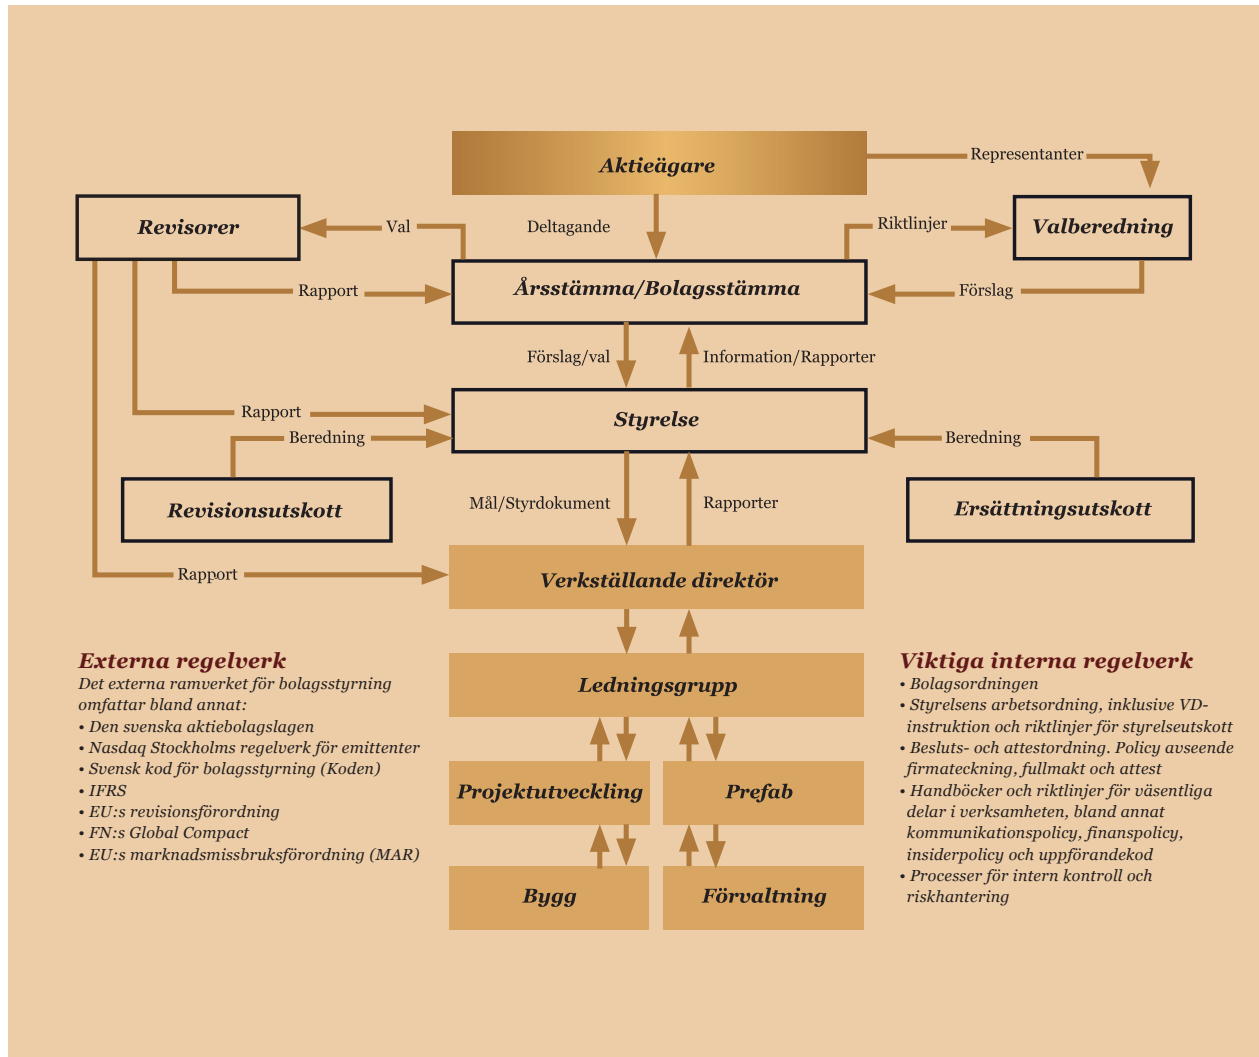 Aktieägare
Representanter
Revisorer
Val
Deltagande
Riktlinjer
Valberedning
Rapport
Årsstämma/Bolagsstämma
Förslag
Förslag/val
Information/Rapporter
Rapport
Styrelse
Beredning
Beredning
Revisionsutskott
Mål/Styrdokument
Rapporter
Ersättningsutskott
Rapport
Verkställande direktör
Ledningsgrupp
Projektutveckling
Prefab
Bygg
Förvaltning
Externa regelverk
Det externa ramverket för bolagsstyrning
omfattar bland annat:
• Den svenska aktiebolagslagen
• Nasdaq Stockholms regelverk för emittenter
• Svensk kod för bolagsstyrning (Koden)
• IFRS
• EU:s revisionsförordning
• FN:s Global Compact
• EU:s marknadsmissbruksförordning (MAR)
Viktiga interna regelverk
• Bolagsordningen
• Styrelsens arbetsordning, inklusive VD-
instruktion och riktlinjer för styrelseutskott
• Besluts- och attestordning. Policy avseende
firmateckning, fullmakt och attest
• Handböcker och riktlinjer för väsentliga
delar i verksamheten, bland annat
kommunikationspolicy, finanspolicy,
insiderpolicy och uppförandekod
• Processer för intern kontroll och
riskhantering